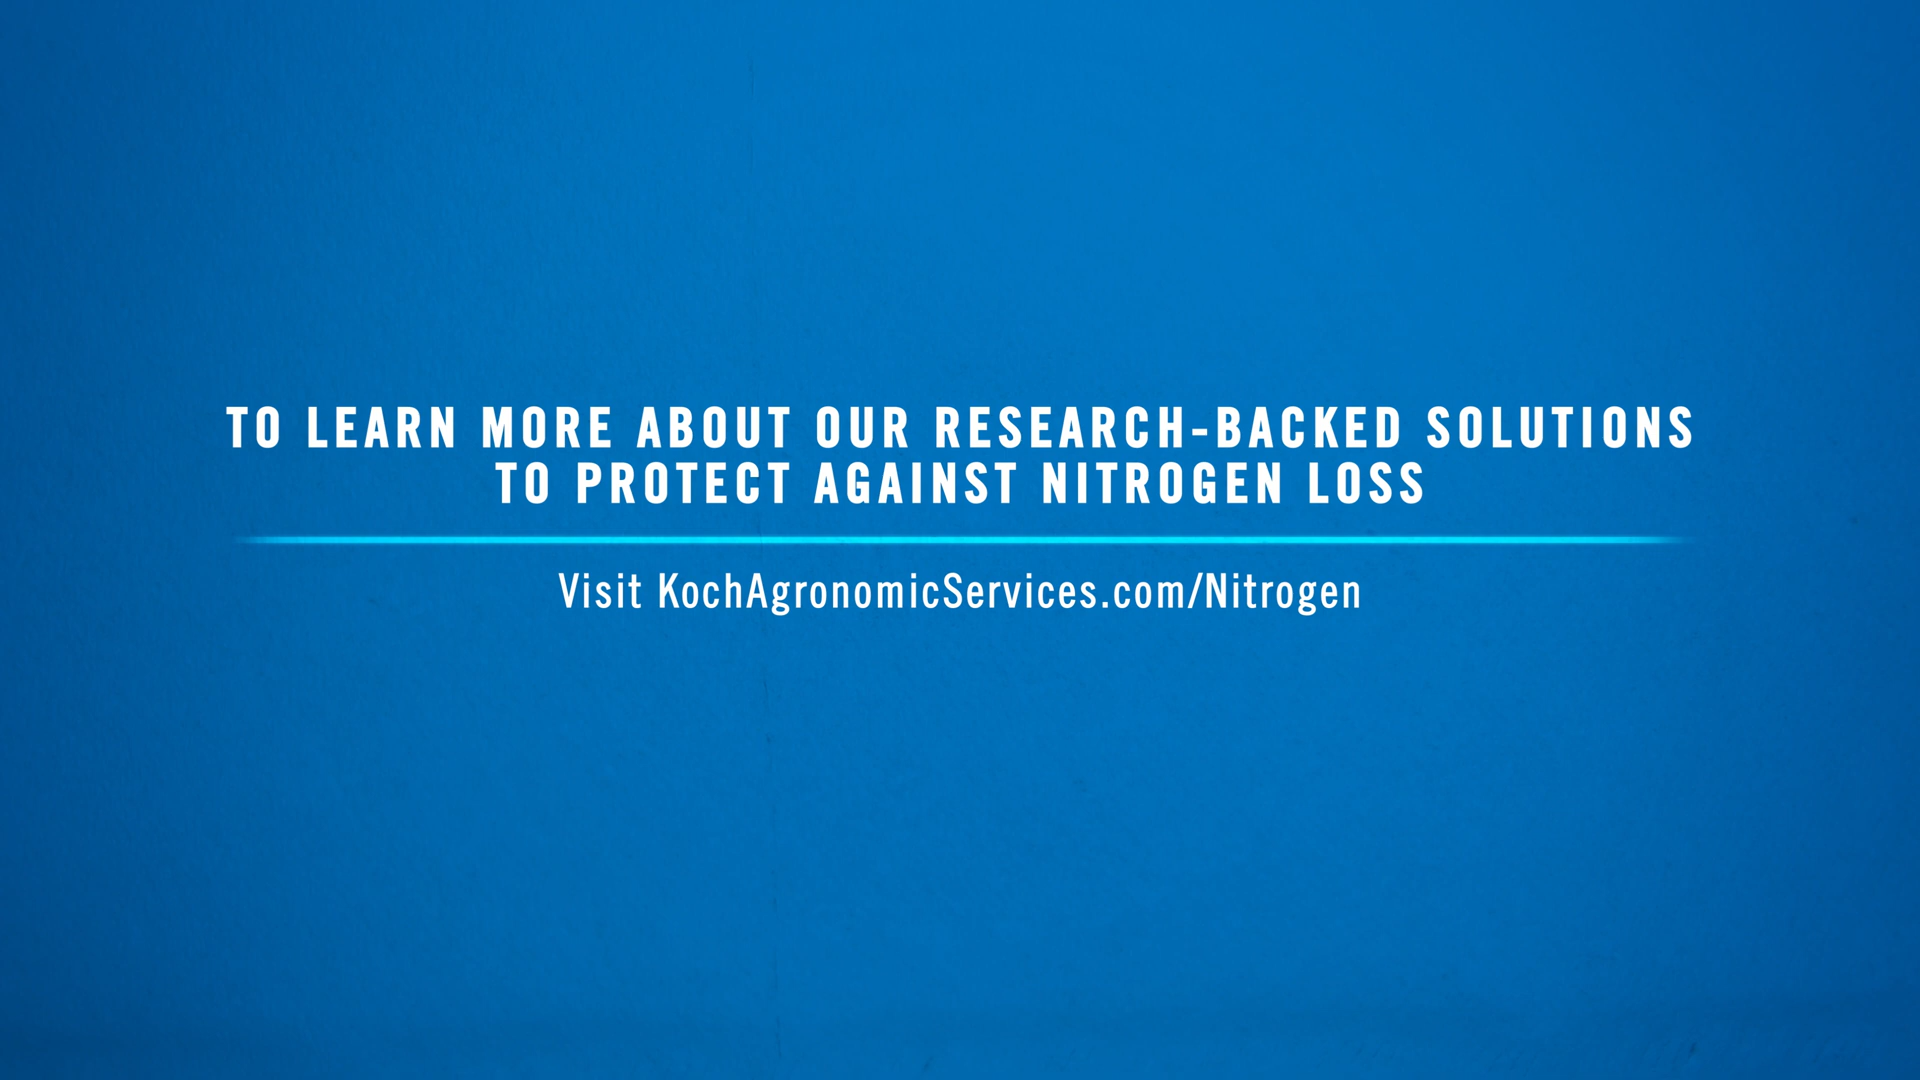 TO LEARN MORE ABOUT OUR RESEARCH-BACKED SOLUTIONS
TO PROTECT AGAINST NITROGEN LOSS
Visit KochAgronomicServices.com/Nitrogen